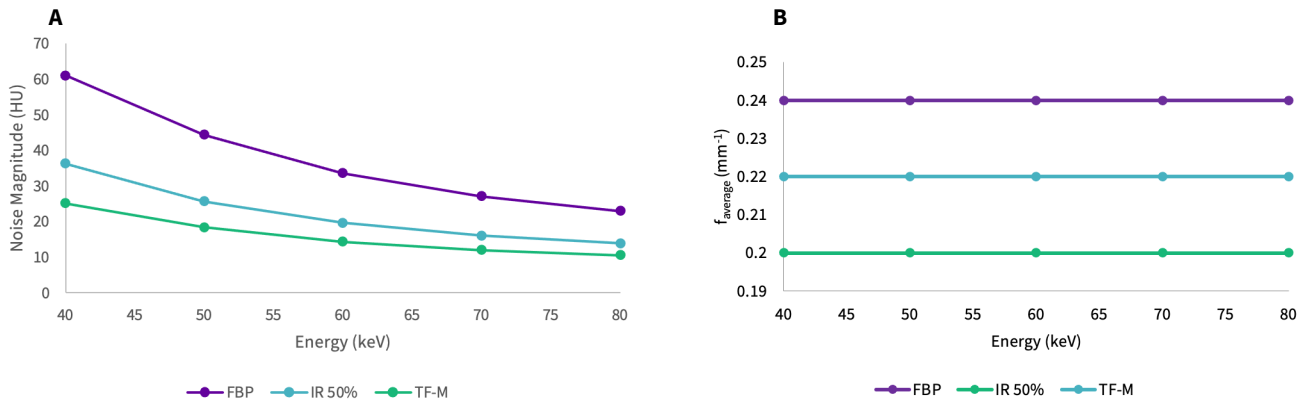 A
70
60
50
40
30
20
10
0
Noise Magnitude (HU)
40 45 50 55 60 65 70 75 80
Energy (keV)
FBP IR 50% TF-M
B
0.25
0.24
0.23
0.22
0.21
0.2
0.19
f_average (mm⁻¹)
40 45 50 55 60 65 70 75 80
Energy (keV)
FBP IR 50% TF-M